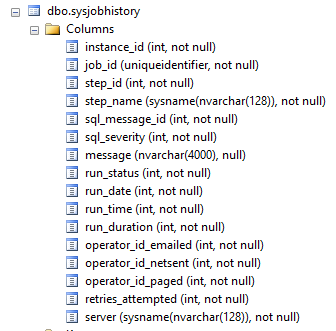 dbo.sysjobhistory
Columns
instance_id (int, not null)
job_id (uniqueidentifier, not null)
step_id (int, not null)
step_name (sysname(nvarchar(128)), not null)
sql_message_id (int, not null)
sql_severity (int, not null)
message (nvarchar(4000), null)
run_status (int, not null)
run_date (int, not null)
run_time (int, not null)
run_duration (int, not null)
operator_id_emailed (int, not null)
operator_id_netsent (int, not null)
operator_id_paged (int, not null)
retries_attempted (int, not null)
server (sysname(nvarchar(128)), not null)